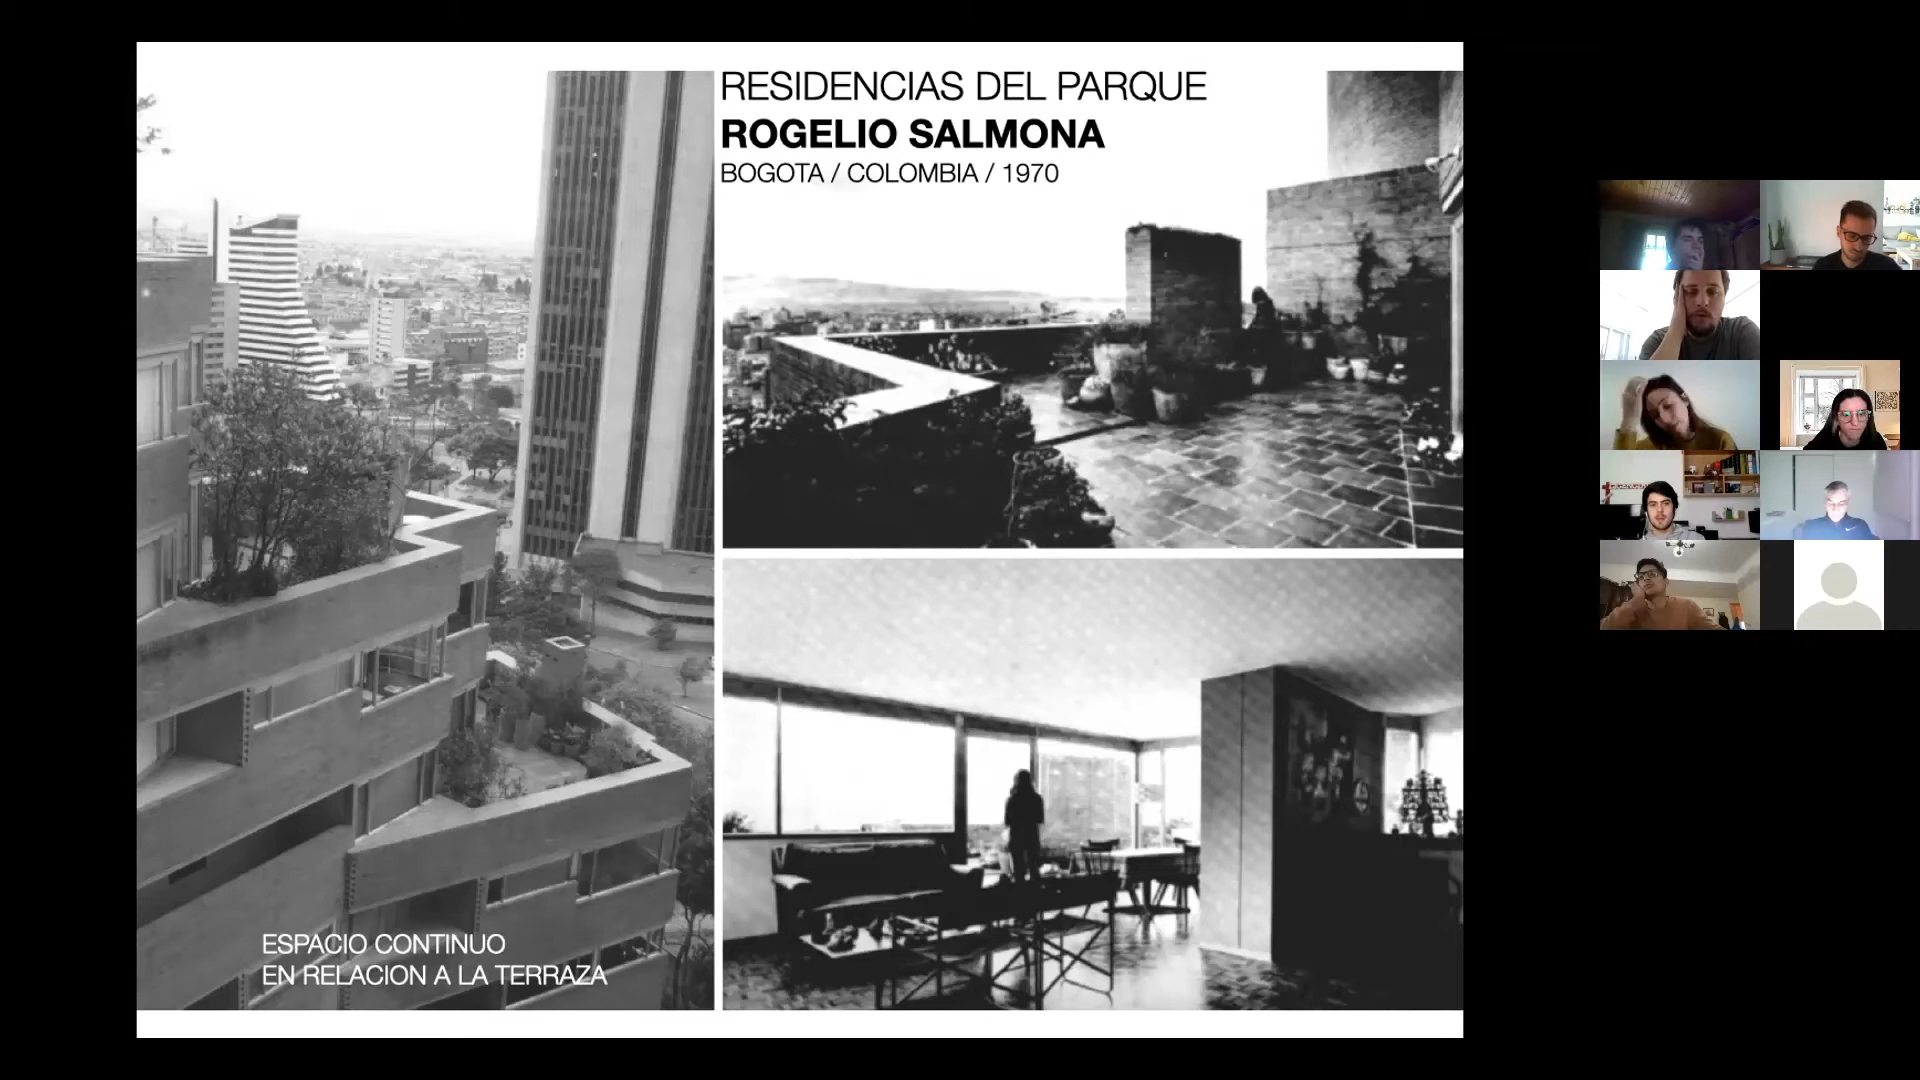 RESIDENCIAS DEL PARQUE
ROGELIO SALMONA
BOGOTA / COLOMBIA / 1970
ESPACIO CONTINUO
EN RELACION A LA TERRAZA